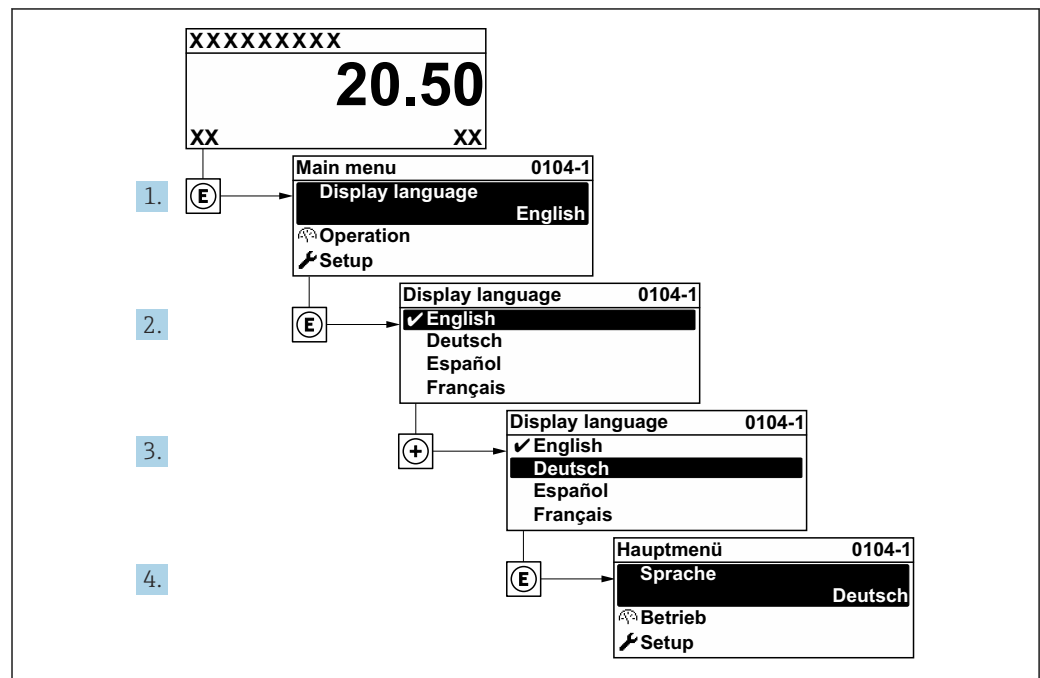 XXXXXXXXX
20.50
XX XX
1. E
Main menu 0104-1
Display language
English
Operation
Setup
2. E
Display language 0104-1
✔English
Deutsch
Español
Français
3. +
Display language 0104-1
✔English
Deutsch
Español
Français
4. E
Hauptmenü 0104-1
Sprache
Deutsch
Betrieb
Setup